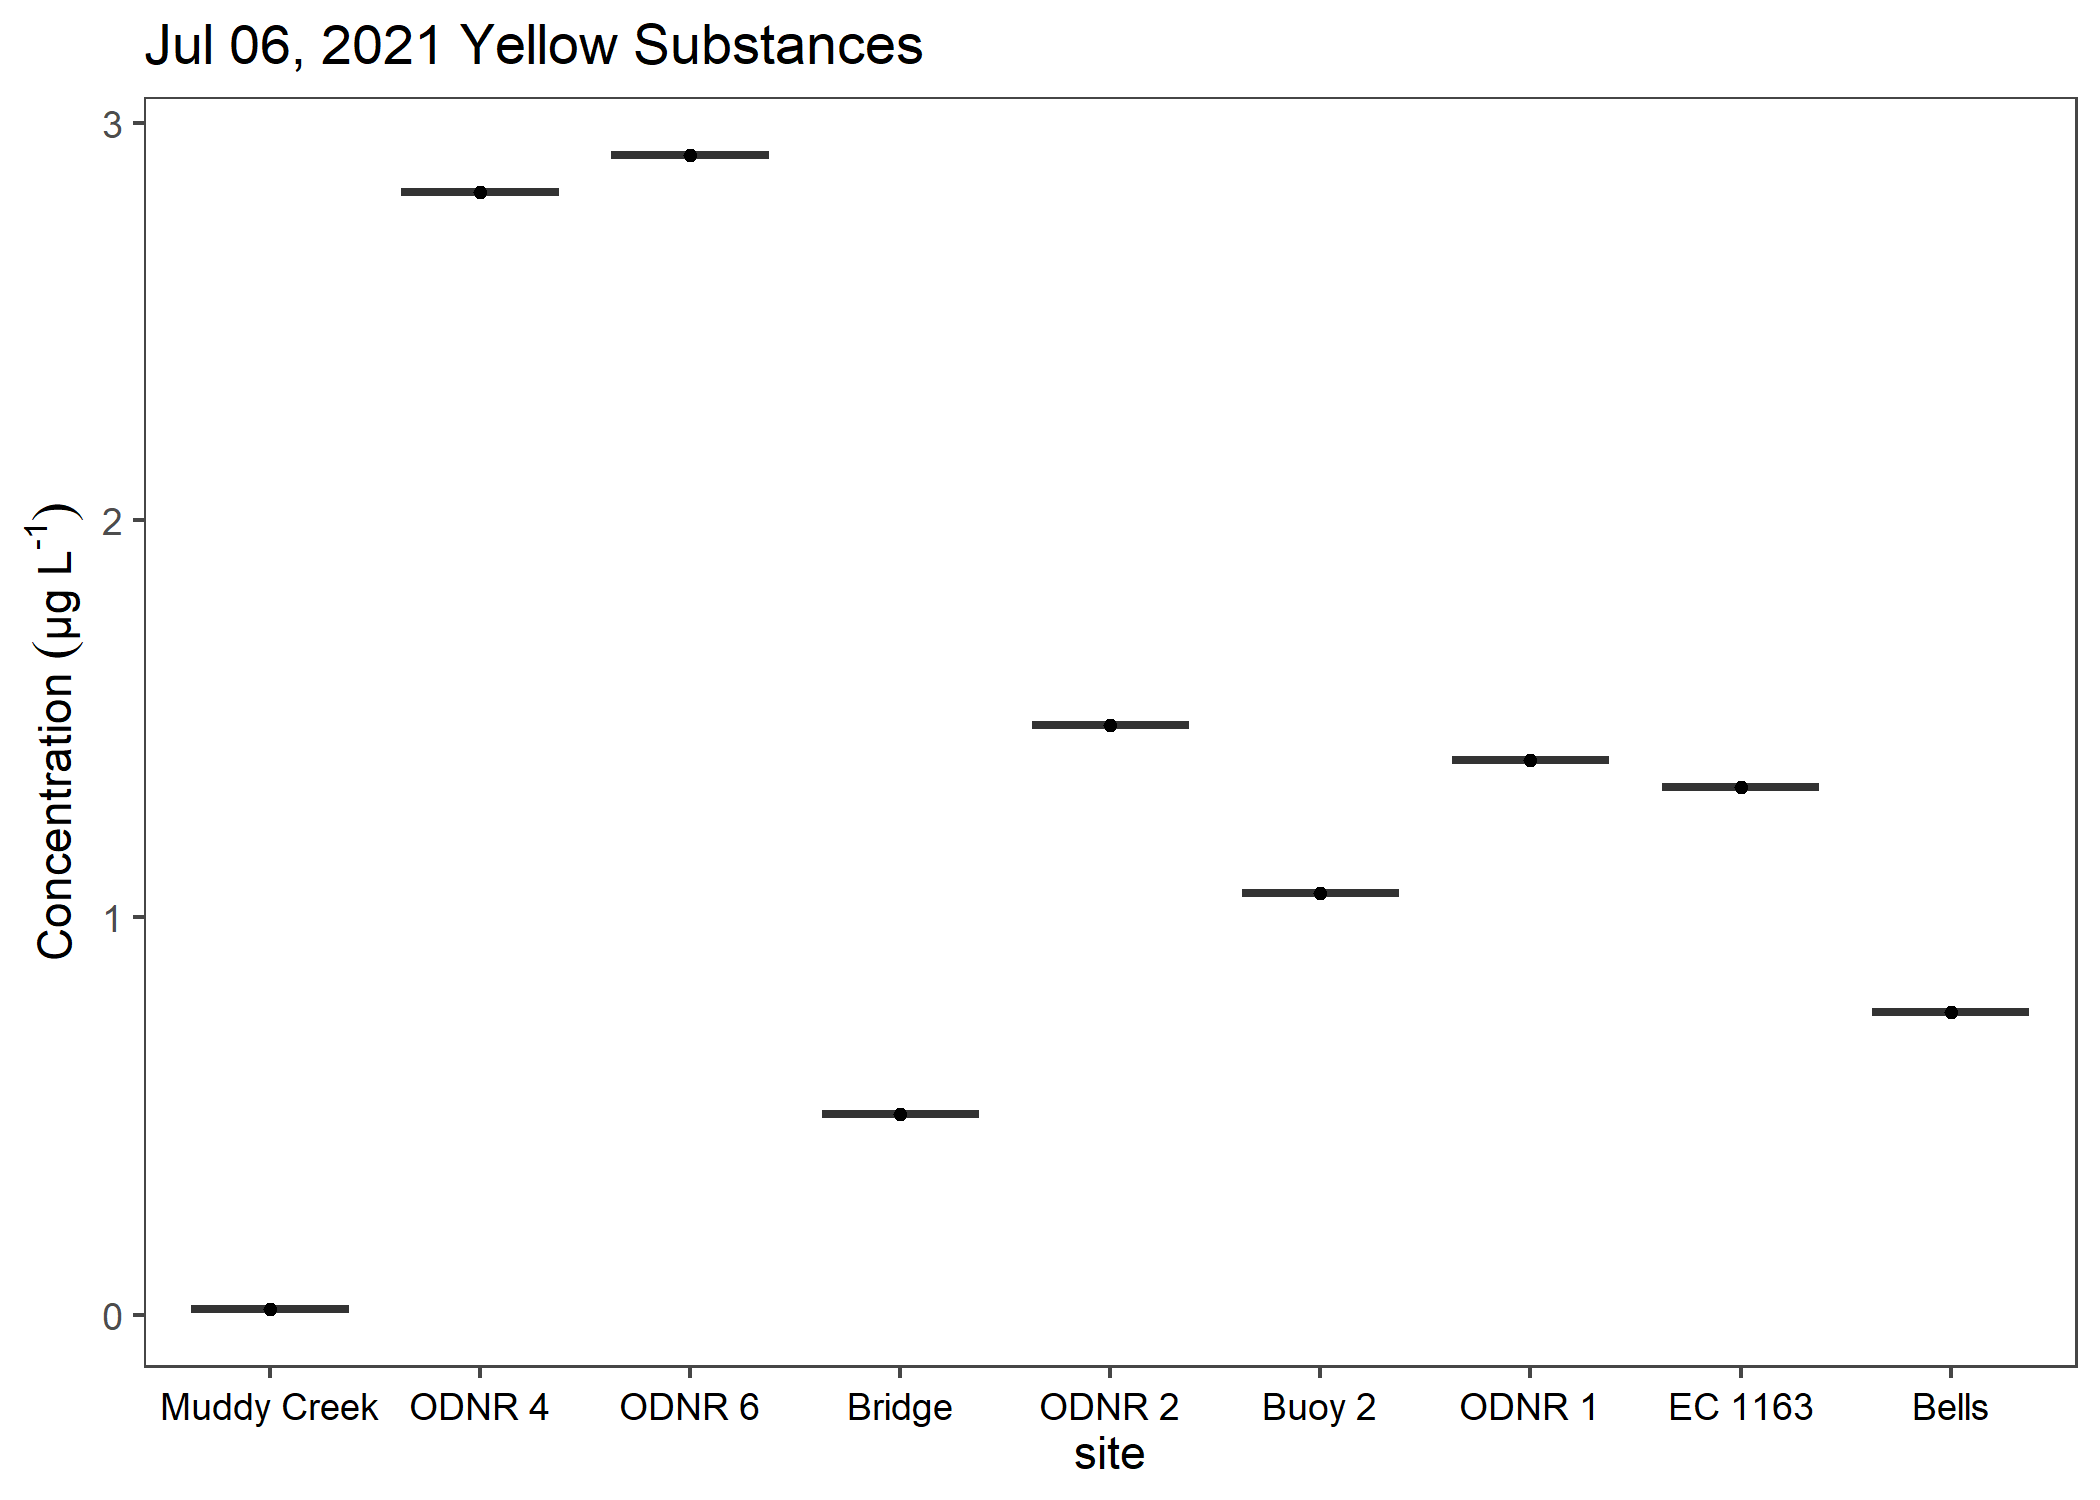 Jul 06, 2021 Yellow Substances
Concentration (µg L-1)
3
2
1
0
Muddy Creek ODNR 4 ODNR 6 Bridge ODNR 2 Buoy 2 ODNR 1 EC 1163 Bells
site